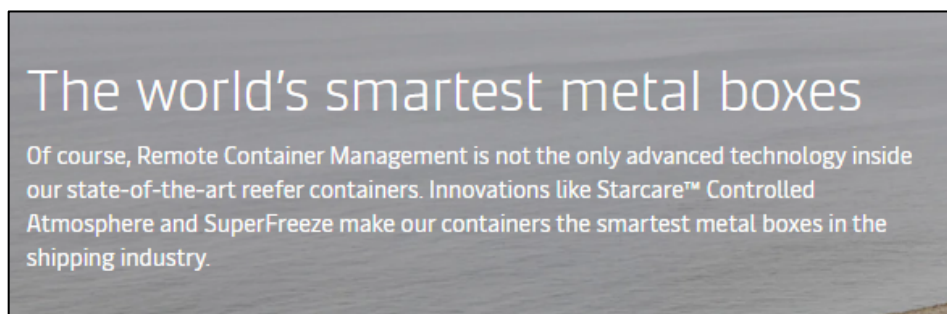 The world's smartest metal boxes
Of course, Remote Container Management is not the only advanced technology inside
our state-of-the-art reefer containers. Innovations like Starcare™ Controlled
Atmosphere and SuperFreeze make our containers the smartest metal boxes in the
shipping industry.